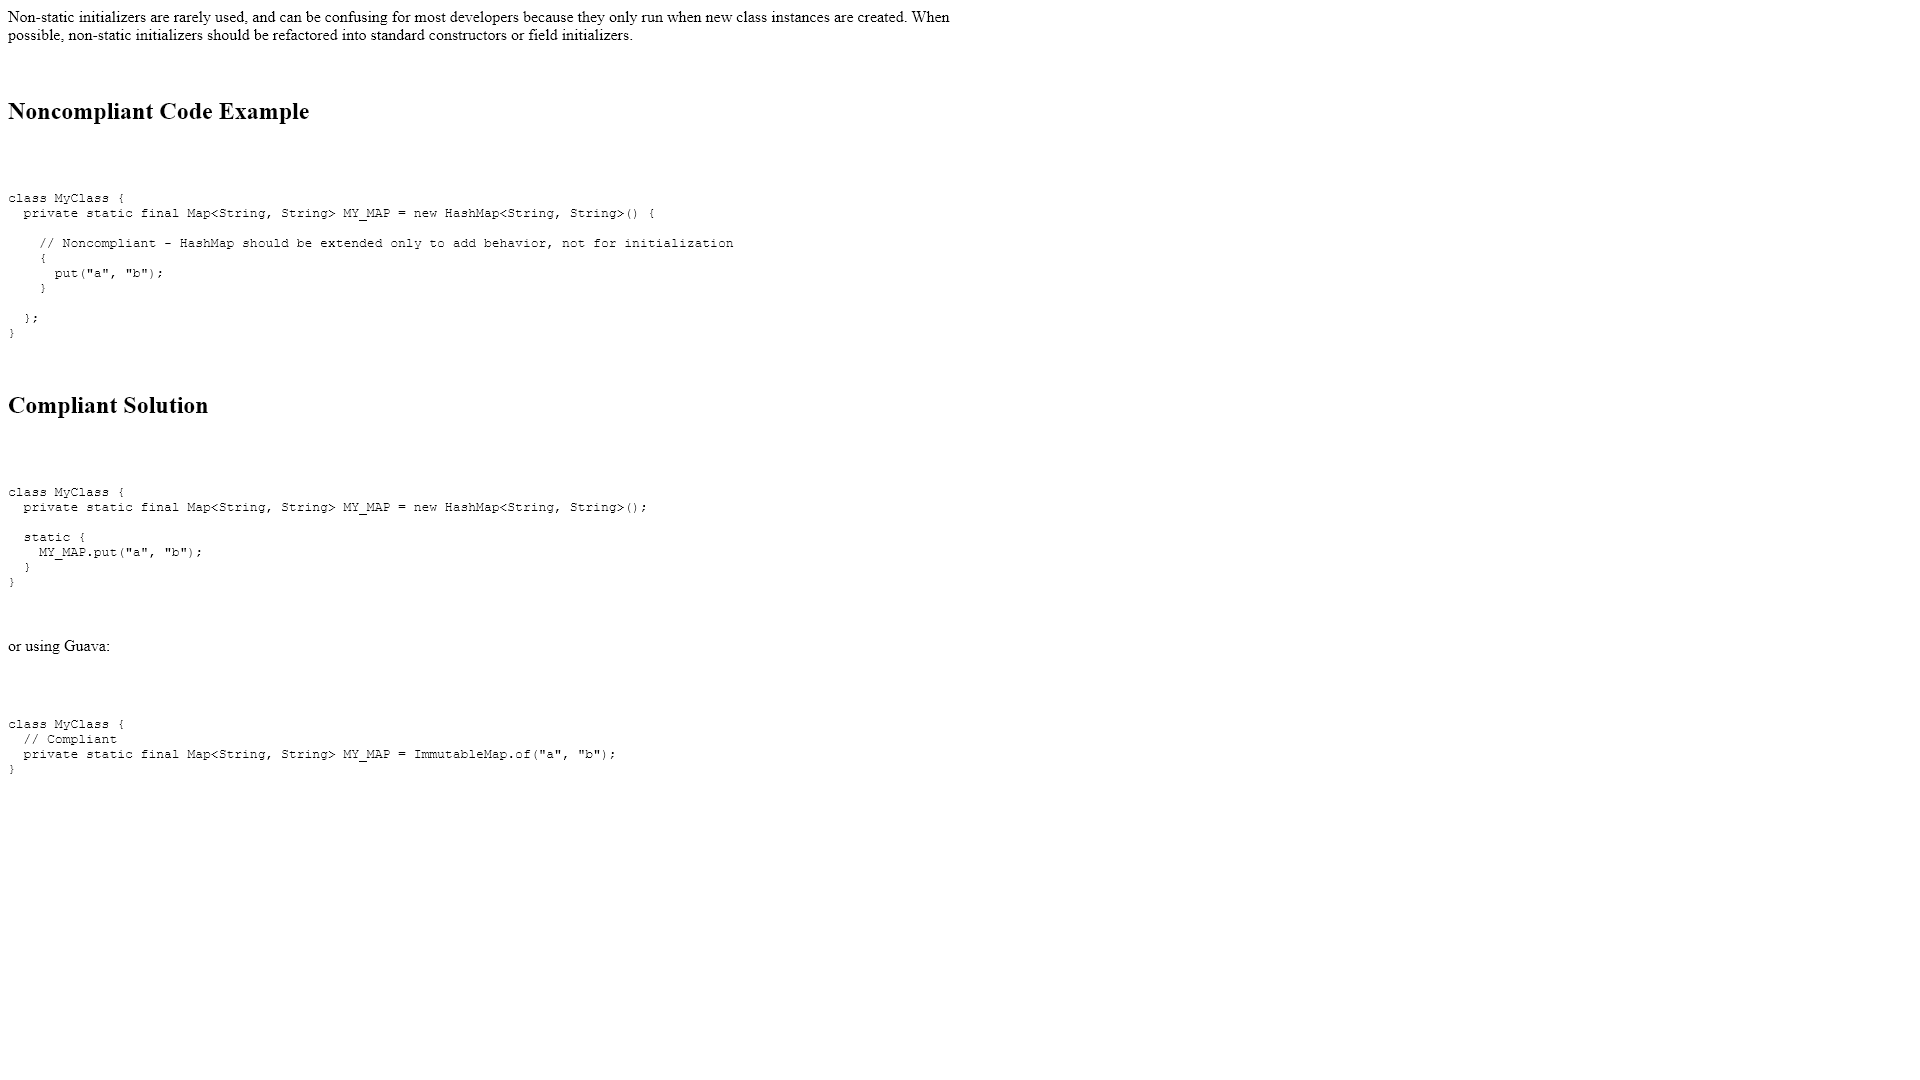 Non-static initializers are rarely used, and can be confusing for most developers because they only run when new class instances are created. When
possible, non-static initializers should be refactored into standard constructors or field initializers.
Noncompliant Code Example
class MyClass {
  private static final Map<String, String> MY_MAP = new HashMap<String, String>() {
    // Noncompliant - HashMap should be extended only to add behavior, not for initialization
    {
      put("a", "b");
    }
  };
}
Compliant Solution
class MyClass {
  private static final Map<String, String> MY_MAP = new HashMap<String, String>();
  static {
    MY_MAP.put("a", "b");
  }
}
or using Guava:
class MyClass {
  // Compliant
  private static final Map<String, String> MY_MAP = ImmutableMap.of("a", "b");
}